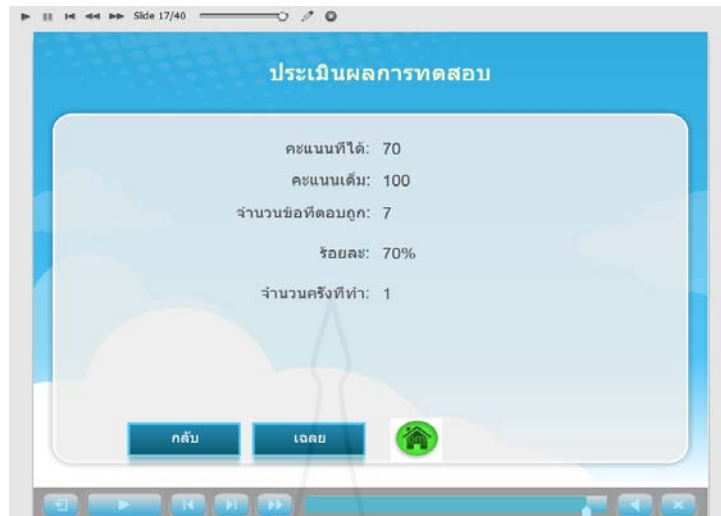 Slide 17/40
ประเมินผลการทดสอบ
คะแนนที่ได้: 70
คะแนนเต็ม: 100
จำนวนข้อที่ตอบถูก: 7
ร้อยละ: 70%
จำนวนครั้งที่ทำ: 1
กลับ เฉลย